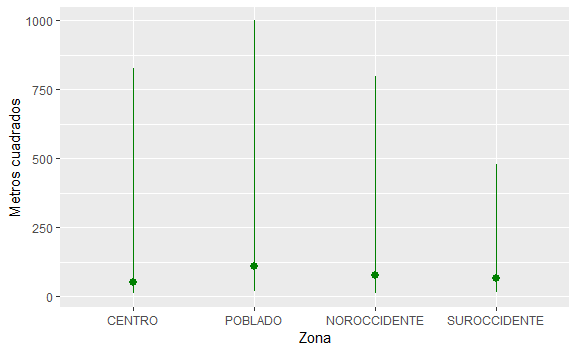 1000
750
500
250
0
Metros cuadrados
CENTRO POBLADO NOROCCIDENTE SUROCCIDENTE
Zona